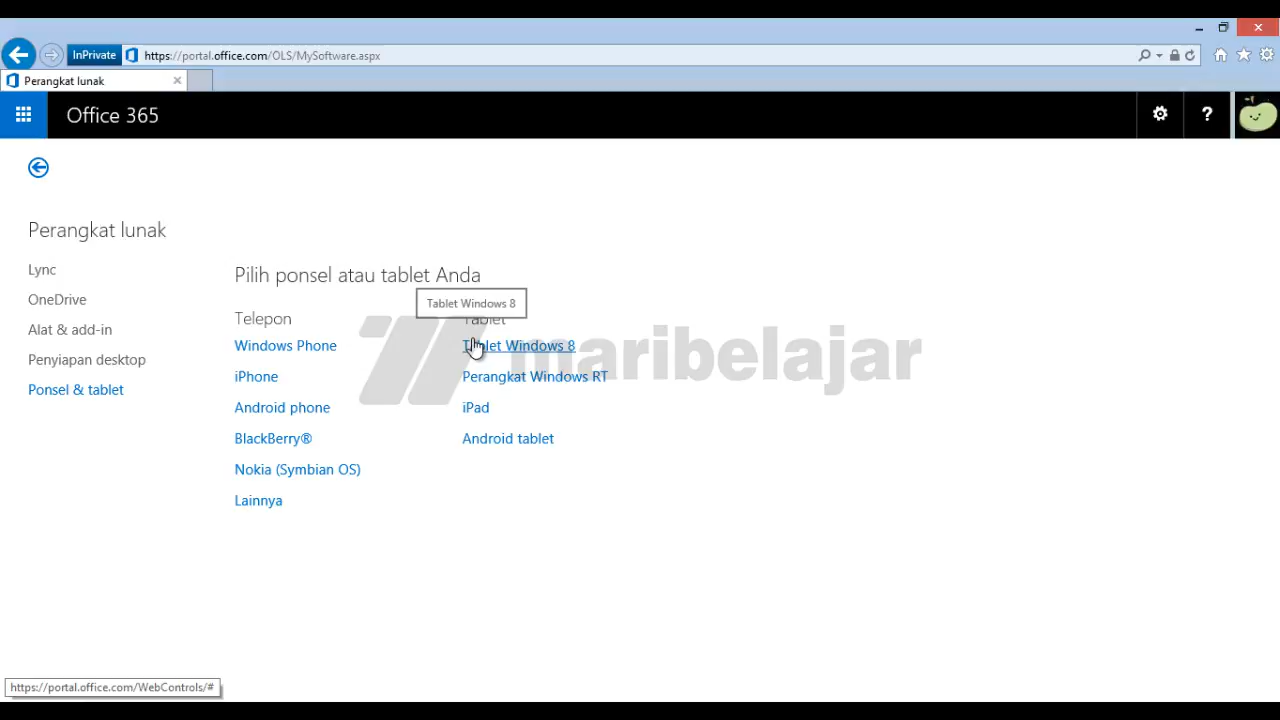 InPrivate
https://portal.office.com/OLS/MySoftware.aspx
Perangkat lunak
Office 365
?
Perangkat lunak
Lync
OneDrive
Alat & add-in
Penyiapan desktop
Ponsel & tablet
Pilih ponsel atau tablet Anda
Tablet Windows 8
Telepon
Windows Phone
iPhone
Android phone
BlackBerry®
Nokia (Symbian OS)
Lainnya
Tablet
Tablet Windows 8
Perangkat Windows RT
iPad
Android tablet
maribelajar
https://portal.office.com/WebControls/#